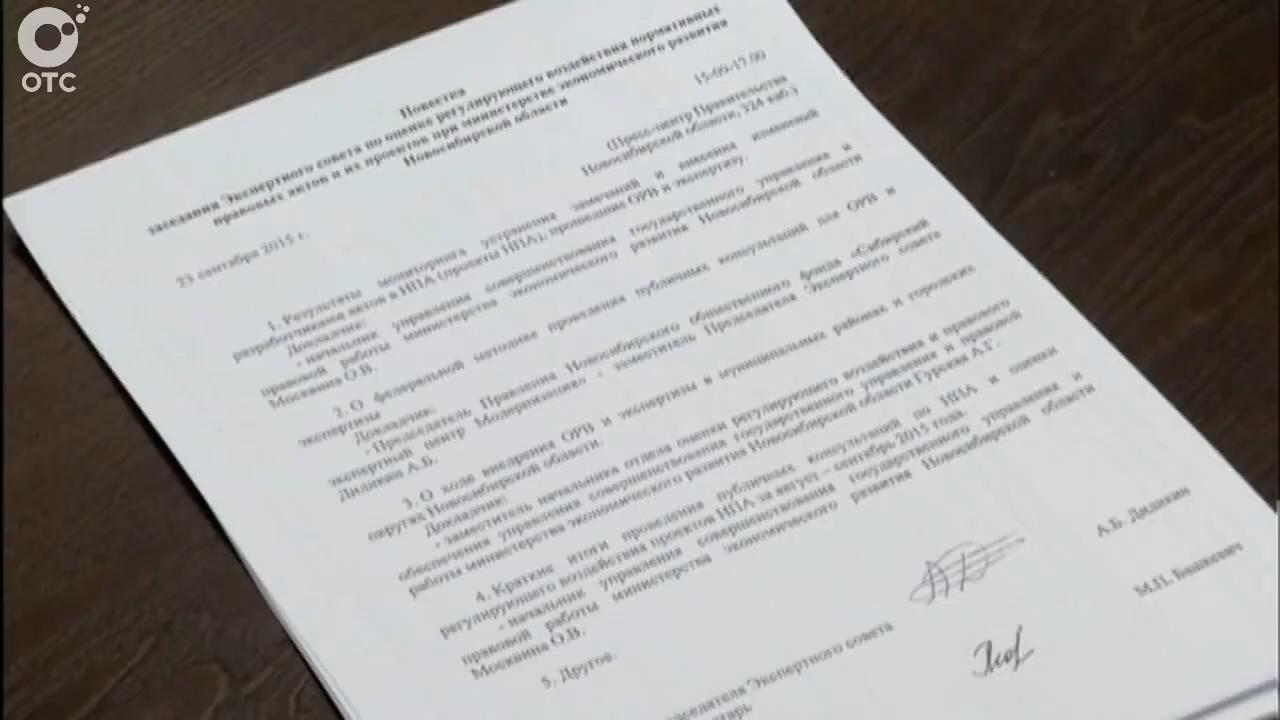 ОТС
Повестка
заседания Экспертного совета по оценке регулирующего воздействия нормативных
правовых актов и их проектов при министерстве экономического развития
Новосибирской области
23 сентября 2015 г.
15-00-17.00
(Пресс-центр Правительства
Новосибирской области, 324 каб.)
1. Результаты мониторинга устранения замечаний и внесения изменений
разработчиками актов в НПА (проекты НПА), прошедшие ОРВ и экспертизу.
Докладчик:
- начальник управления совершенствования государственного управления и
правовой работы министерства экономического развития Новосибирской области
Москвина О.В.
2. О федеральной методике проведения публичных консультаций для ОРВ и
экспертизы
Докладчик:
- Председатель Правления Новосибирского общественного фонда «Сибирский
экспертный центр Модернизации» - заместитель Председателя Экспертного совета
Дидикин А.Б.
3. О ходе внедрения ОРВ и экспертизы в муниципальных районах и городских
округах Новосибирской области.
Докладчик:
- заместитель начальника отдела оценки регулирующего воздействия и правового
обеспечения управления совершенствования государственного управления и правовой
работы министерства экономического развития Новосибирской области Гурская А.Г.
4. Краткие итоги проведения публичных консультаций по НПА и оценки
регулирующего воздействия проектов НПА за август – сентябрь 2015 года.
- начальник управления совершенствования государственного управления и
правовой работы министерства экономического развития Новосибирской области
Москвина О.В.
5. Другое.
седателя Экспертного совета
А.Б. Дидикин
тарь
М.П. Башкевич